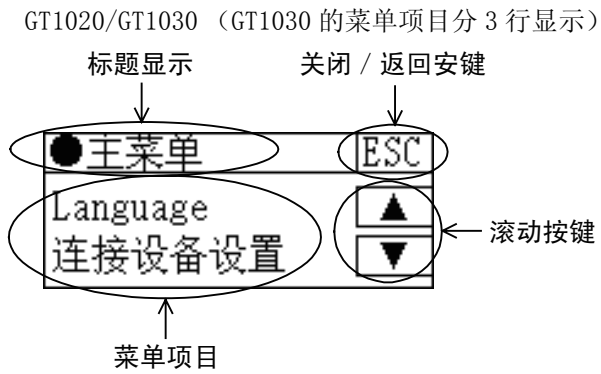 GT1020/GT1030 （GT1030 的菜单项目分 3 行显示）
标题显示
关闭 / 返回安键
●主菜单
ESC
Language
▲
连接设备设置
▼
滚动按键
菜单项目